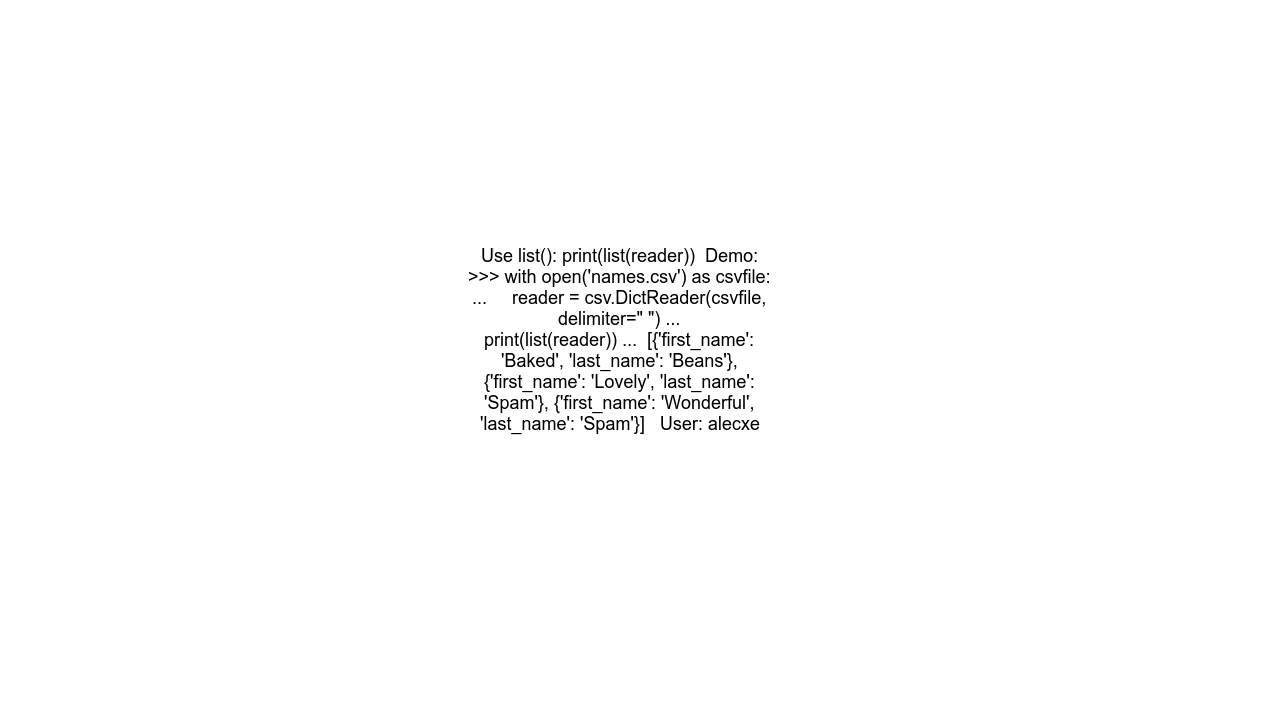 Use list(): print(list(reader))  Demo:
>>> with open('names.csv') as csvfile:
...     reader = csv.DictReader(csvfile,
delimiter=" ") ...
print(list(reader)) ...  [{'first_name':
'Baked', 'last_name': 'Beans'},
{'first_name': 'Lovely', 'last_name':
'Spam'}, {'first_name': 'Wonderful',
'last_name': 'Spam'}]   User: alecxe